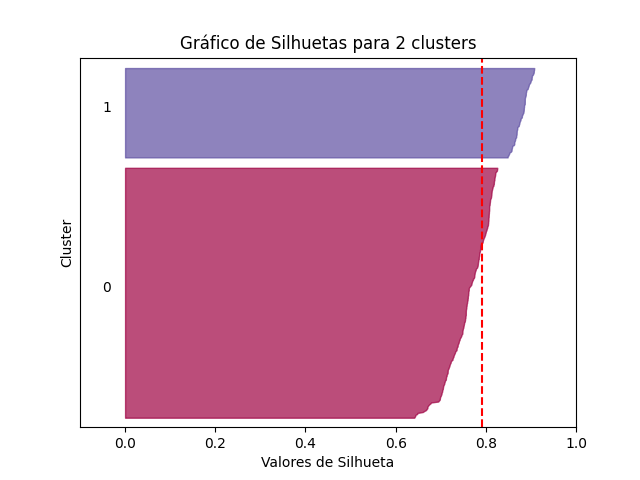 Gráfico de Silhuetas para 2 clusters
1
0
Cluster
0.0 0.2 0.4 0.6 0.8 1.0
Valores de Silhueta